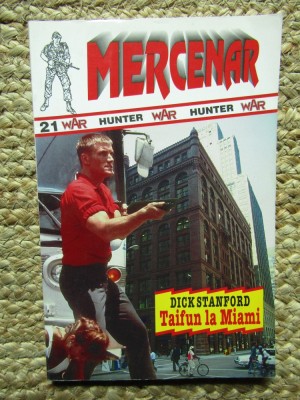 MERCENAR
21 WAR HUNTER WAR HUNTER WAR
DICK STANFORD
Taifun la Miami